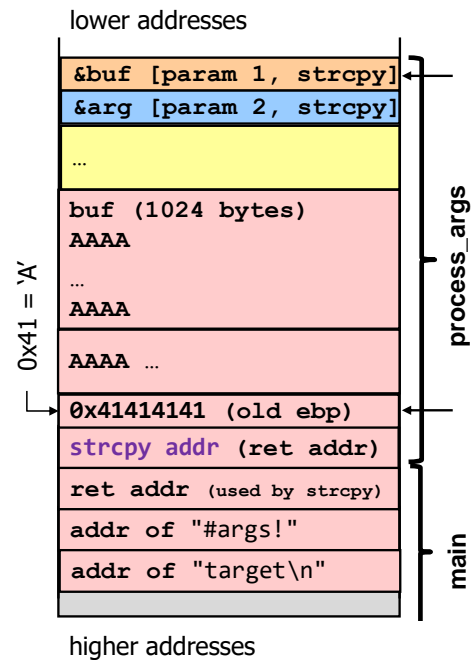 lower addresses
&buf [param 1, strcpy]
&arg [param 2, strcpy]
…
buf (1024 bytes)
AAAA
…
AAAA
AAAA …
0x41 = ‘A’
0x41414141 (old ebp)
strcpy addr (ret addr)
ret addr (used by strcpy)
addr of "#args!"
addr of "target\n"
process_args
main
higher addresses